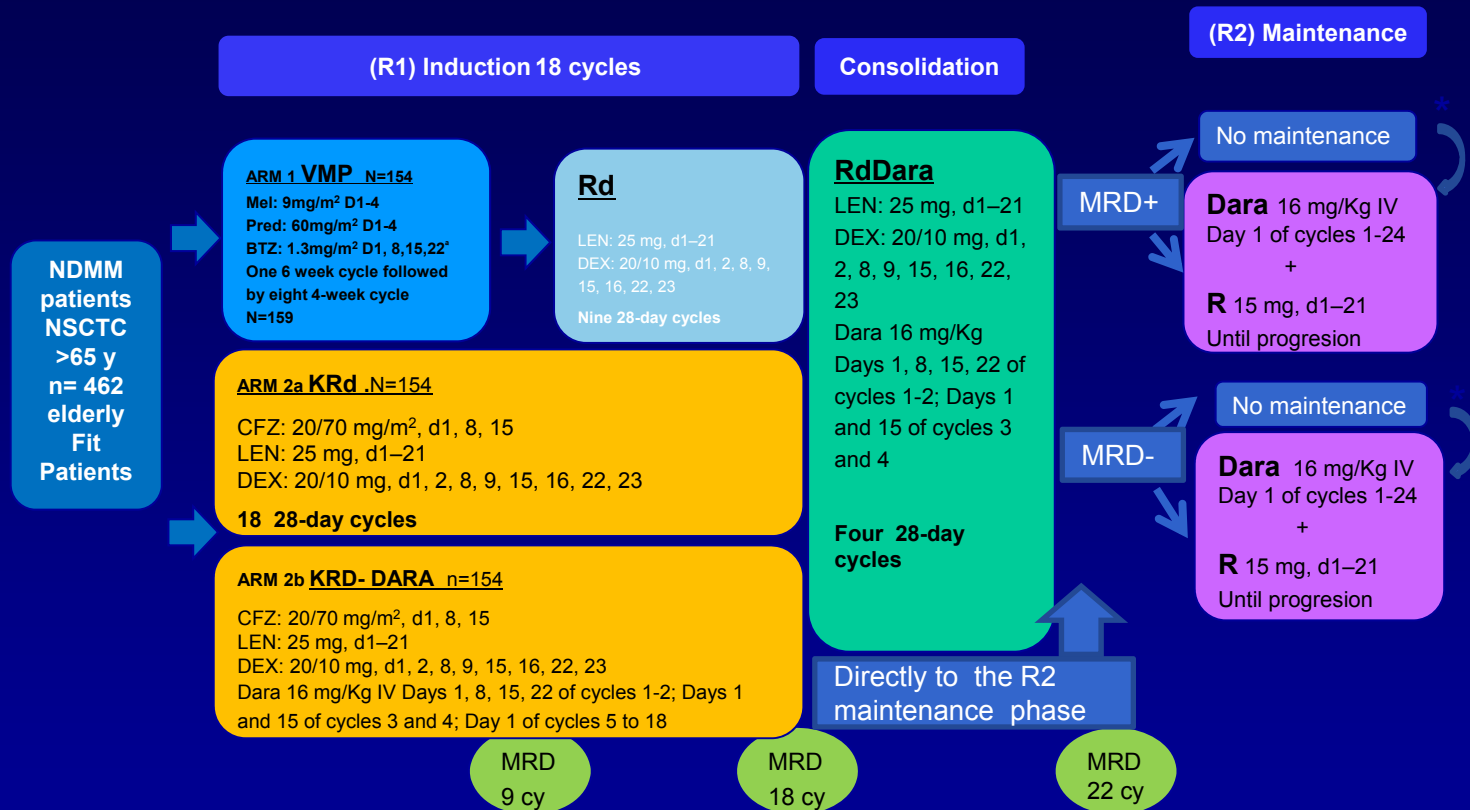 (R2) Maintenance
(R1) Induction 18 cycles
Consolidation
NDMM
patients
NSCTC
>65 y
n= 462
elderly
Fit
Patients
ARM 1 VMP N=154
Mel: 9mg/m² D1-4
Pred: 60mg/m² D1-4
BTZ: 1.3mg/m² D1, 8,15,22ª
One 6 week cycle followed
by eight 4-week cycle
N=159
Rd
LEN: 25 mg, d1–21
DEX: 20/10 mg, d1, 2, 8, 9,
15, 16, 22, 23
Nine 28-day cycles
ARM 2a KRd .N=154
CFZ: 20/70 mg/m², d1, 8, 15
LEN: 25 mg, d1–21
DEX: 20/10 mg, d1, 2, 8, 9, 15, 16, 22, 23
18 28-day cycles
ARM 2b KRD- DARA n=154
CFZ: 20/70 mg/m², d1, 8, 15
LEN: 25 mg, d1–21
DEX: 20/10 mg, d1, 2, 8, 9, 15, 16, 22, 23
Dara 16 mg/Kg IV Days 1, 8, 15, 22 of cycles 1-2; Days 1
and 15 of cycles 3 and 4; Day 1 of cycles 5 to 18
RdDara
LEN: 25 mg, d1–21
DEX: 20/10 mg, d1,
2, 8, 9, 15, 16, 22,
23
Dara 16 mg/Kg
Days 1, 8, 15, 22 of
cycles 1-2; Days 1
and 15 of cycles 3
and 4
Four 28-day
cycles
Directly to the R2
maintenance phase
MRD+
No maintenance
*
Dara 16 mg/Kg IV
Day 1 of cycles 1-24
+
R 15 mg, d1–21
Until progresion
MRD-
No maintenance
*
Dara 16 mg/Kg IV
Day 1 of cycles 1-24
+
R 15 mg, d1–21
Until progresion
MRD
9 cy
MRD
18 cy
MRD
22 cy